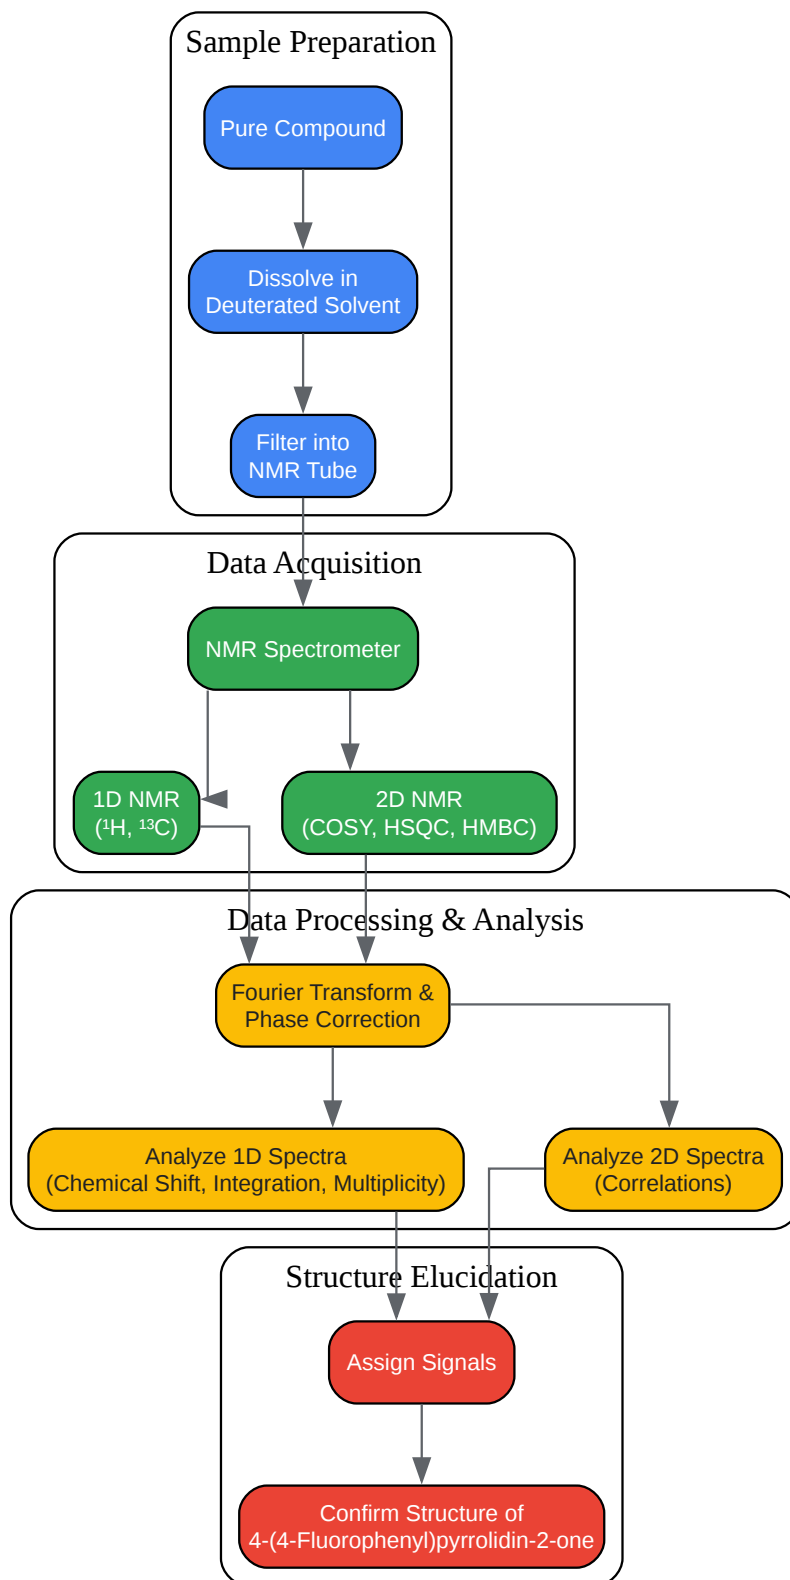 Sample Preparation
Pure Compound
Dissolve in
Deuterated Solvent
Filter into
NMR Tube
Data Acquisition
NMR Spectrometer
1D NMR
(¹H, ¹³C)
2D NMR
(COSY, HSQC, HMBC)
Data Processing & Analysis
Fourier Transform &
Phase Correction
Analyze 1D Spectra
(Chemical Shift, Integration, Multiplicity)
Analyze 2D Spectra
(Correlations)
Structure Elucidation
Assign Signals
Confirm Structure of
4-(4-Fluorophenyl)pyrrolidin-2-one